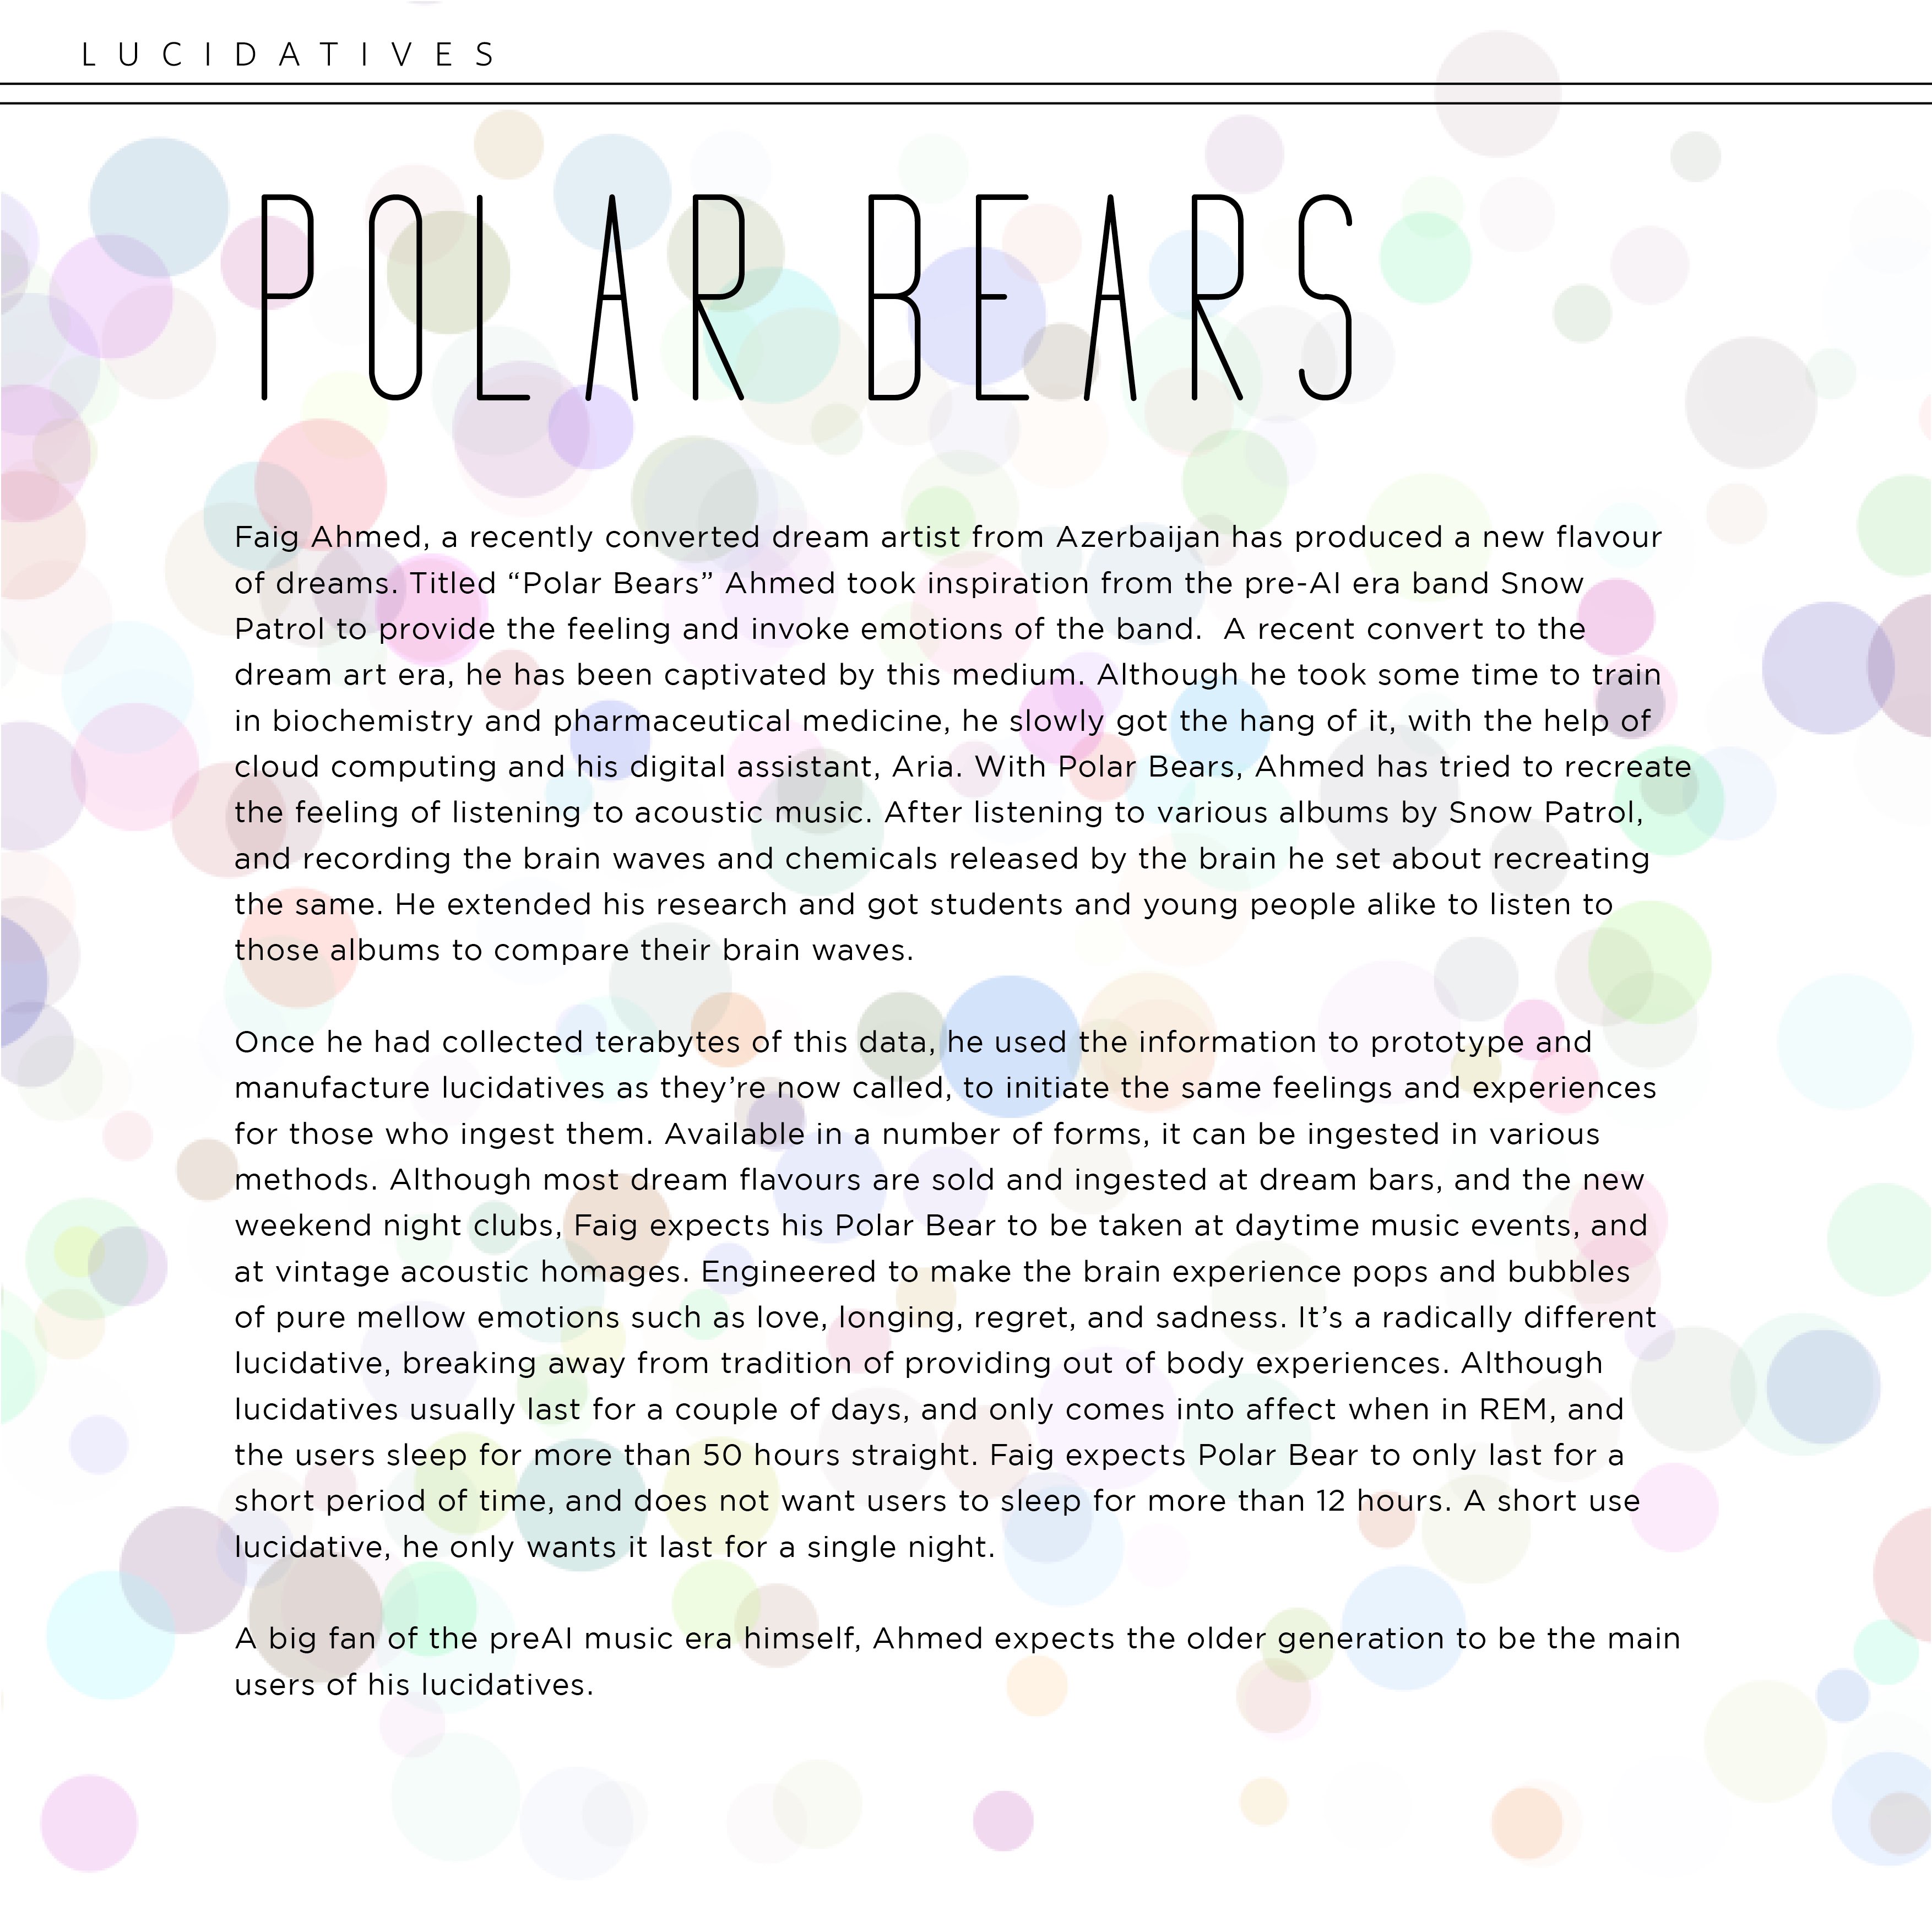 LUCIDATIVES
POLAR BEARS
Faig Ahmed, a recently converted dream artist from Azerbaijan has produced a new flavour
of dreams. Titled “Polar Bears” Ahmed took inspiration from the pre-AI era band Snow
Patrol to provide the feeling and invoke emotions of the band.  A recent convert to the
dream art era, he has been captivated by this medium. Although he took some time to train
in biochemistry and pharmaceutical medicine, he slowly got the hang of it, with the help of
cloud computing and his digital assistant, Aria. With Polar Bears, Ahmed has tried to recreate
the feeling of listening to acoustic music. After listening to various albums by Snow Patrol,
and recording the brain waves and chemicals released by the brain he set about recreating
the same. He extended his research and got students and young people alike to listen to
those albums to compare their brain waves.
Once he had collected terabytes of this data, he used the information to prototype and
manufacture lucidatives as they’re now called, to initiate the same feelings and experiences
for those who ingest them. Available in a number of forms, it can be ingested in various
methods. Although most dream flavours are sold and ingested at dream bars, and the new
weekend night clubs, Faig expects his Polar Bear to be taken at daytime music events, and
at vintage acoustic homages. Engineered to make the brain experience pops and bubbles
of pure mellow emotions such as love, longing, regret, and sadness. It’s a radically different
lucidative, breaking away from tradition of providing out of body experiences. Although
lucidatives usually last for a couple of days, and only comes into affect when in REM, and
the users sleep for more than 50 hours straight. Faig expects Polar Bear to only last for a
short period of time, and does not want users to sleep for more than 12 hours. A short use
lucidative, he only wants it last for a single night.
A big fan of the preAI music era himself, Ahmed expects the older generation to be the main
users of his lucidatives.